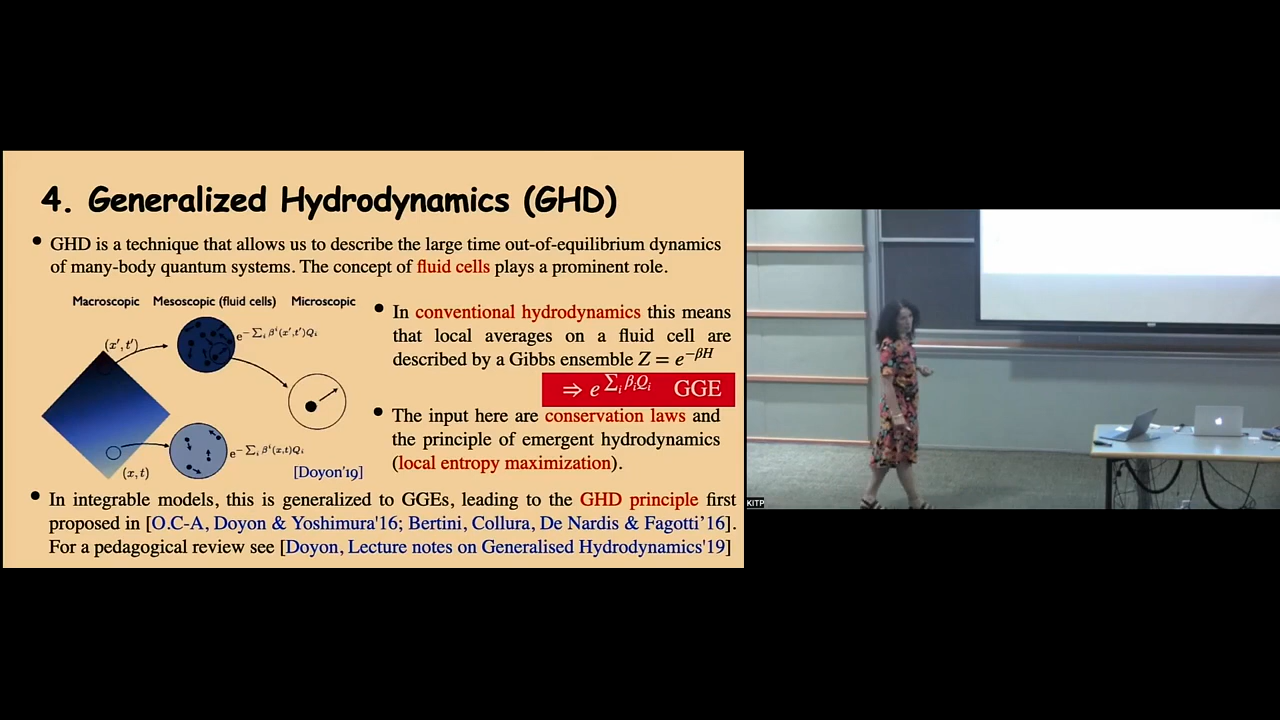 4. Generalized Hydrodynamics (GHD)
• GHD is a technique that allows us to describe the large time out-of-equilibrium dynamics
of many-body quantum systems. The concept of fluid cells plays a prominent role.
Macroscopic Mesoscopic (fluid cells) Microscopic
(x′, t′)
e^{−∑_i β^i(x′,t′)Q_i}
(x, t)
e^{−∑_i β^i(x,t)Q_i}
[Doyon'19]
• In conventional hydrodynamics this means
that local averages on a fluid cell are
described by a Gibbs ensemble Z = e^{−βH}
⇒ e^{∑_i β_i Q_i} GGE
• The input here are conservation laws and
the principle of emergent hydrodynamics
(local entropy maximization).
• In integrable models, this is generalized to GGEs, leading to the GHD principle first
proposed in [O.C-A, Doyon & Yoshimura'16; Bertini, Collura, De Nardis & Fagotti’16].
For a pedagogical review see [Doyon, Lecture notes on Generalised Hydrodynamics'19]
KITP